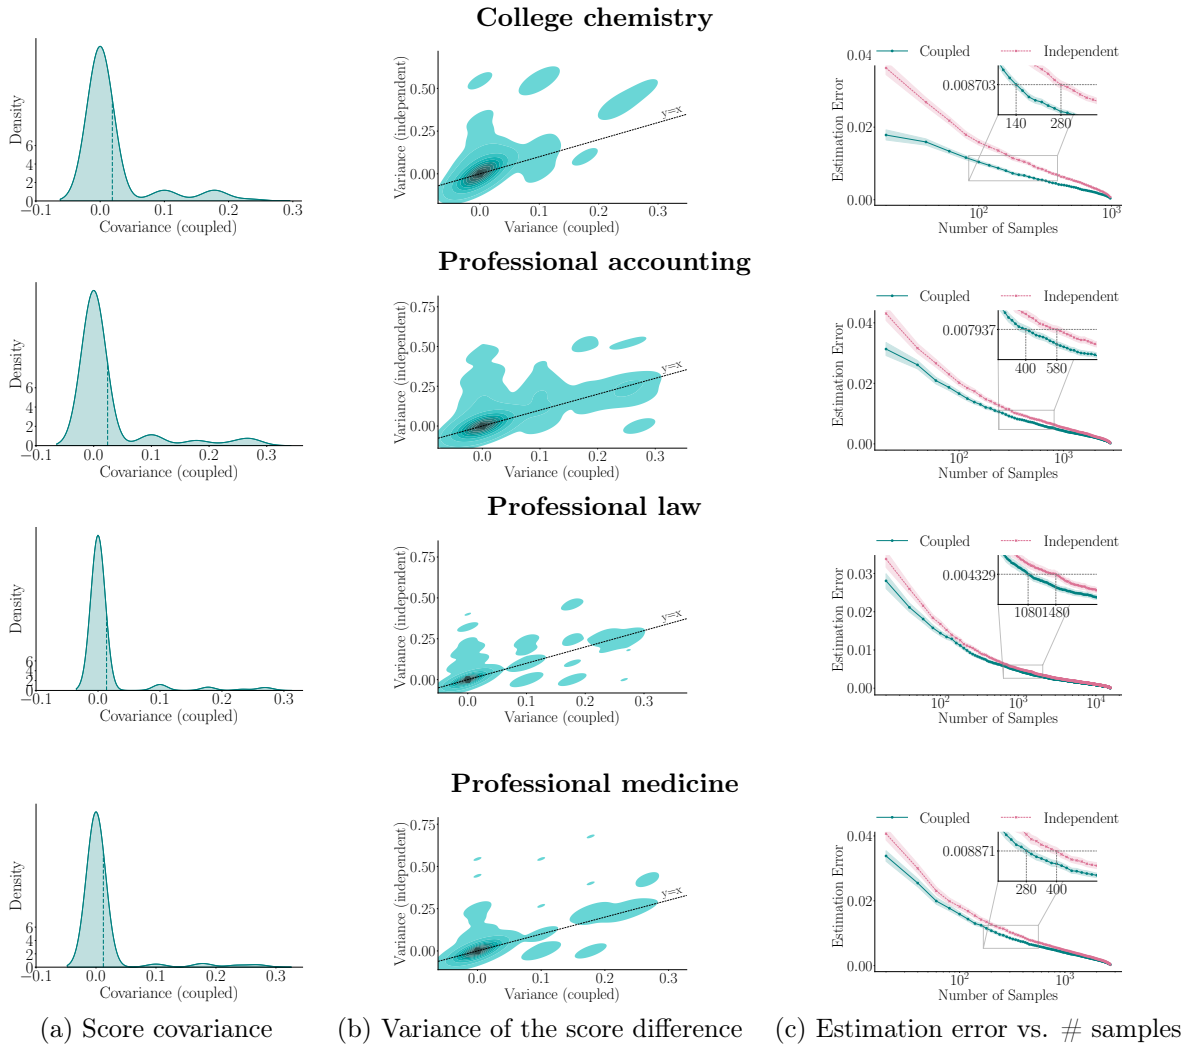 College chemistry
Density
6
4
2
0
−0.1 0.0 0.1 0.2 0.3
Covariance (coupled)
Variance (independent)
0.50
0.25
0.00
y=x
0.0 0.1 0.2 0.3
Variance (coupled)
Coupled Independent
Estimation Error
0.04
0.02
0.00
0.008703
140 280
10² 10³
Number of Samples
Professional accounting
Density
6
4
2
0
−0.1 0.0 0.1 0.2 0.3
Covariance (coupled)
Variance (independent)
0.75
0.50
0.25
0.00
y=x
0.0 0.1 0.2 0.3
Variance (coupled)
Coupled Independent
Estimation Error
0.04
0.02
0.00
0.007937
400 580
10² 10³
Number of Samples
Professional law
Density
6
4
2
0
−0.1 0.0 0.1 0.2 0.3
Covariance (coupled)
Variance (independent)
0.75
0.50
0.25
0.00
y=x
0.0 0.1 0.2 0.3
Variance (coupled)
Coupled Independent
Estimation Error
0.03
0.02
0.01
0.00
0.004329
1080 1480
10² 10³ 10⁴
Number of Samples
Professional medicine
Density
6
4
2
0
−0.1 0.0 0.1 0.2 0.3
Covariance (coupled)
Variance (independent)
0.75
0.50
0.25
0.00
y=x
0.0 0.1 0.2 0.3
Variance (coupled)
Coupled Independent
Estimation Error
0.04
0.02
0.00
0.008871
280 400
10² 10³
Number of Samples
(a) Score covariance
(b) Variance of the score difference
(c) Estimation error vs. # samples